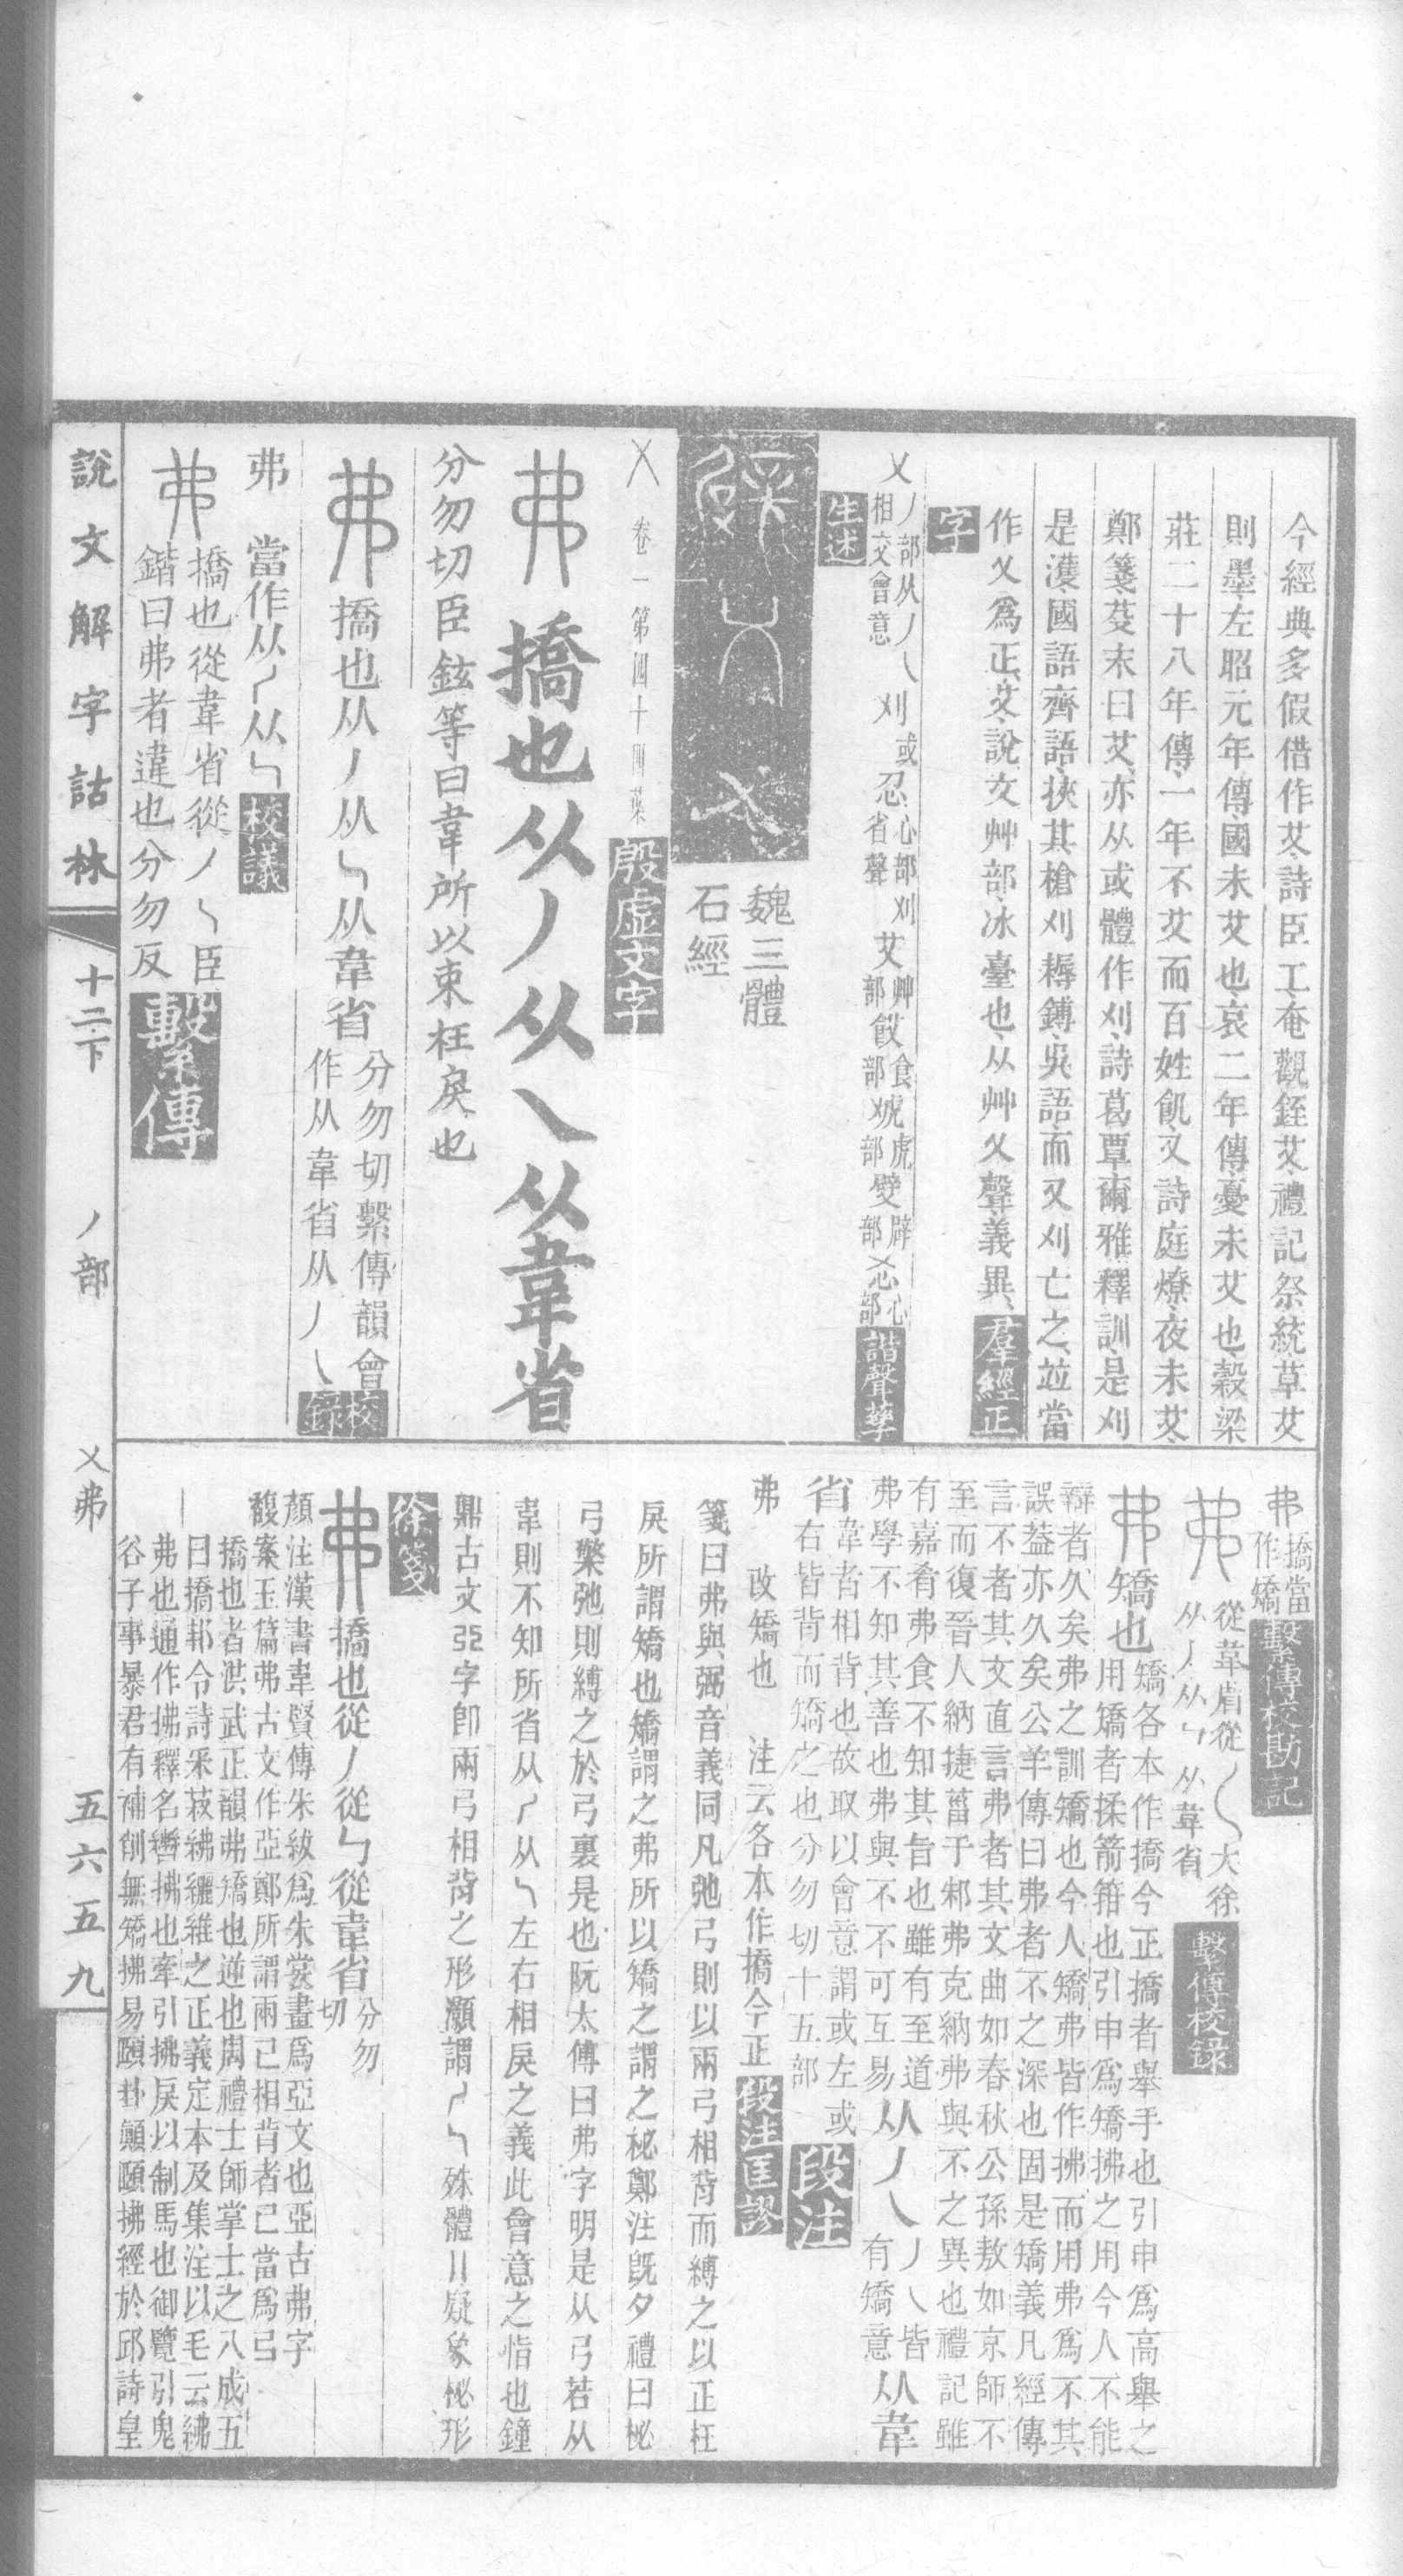 今經典多假借作艾詩臣工奄觀銍艾禮記祭統草艾
則墨左昭元年傳國未艾也哀二年傳憂未艾也穀梁
莊二十八年傳一年不艾而百姓飢又詩庭燎夜未艾
鄭箋芟末曰艾亦从或體作刈詩葛覃爾雅釋訓是刈
是濩國語齊語挾其槍刈耨鎛吳語而又刈亡之並當
作乂爲正艾說文艸部冰臺也从艸乂聲義異羣經正
字
乂丿部从丿乀相交會意刈或忍心部刈省聲艾艸部餀食部虓虎部嬖辟部㣻心部諧聲孳
生述
魏三體
石經
乂卷一第四十四葉殷虛文字
弗撟也从丿从乀从韋省
分勿切臣鉉等曰韋所以束枉戾也
弗撟也从丿从乀从韋省分勿切繫傳韻會作从韋省从丿乀校錄
弗當作从丿从乀校議
弗撟也從韋省從丿乀臣
鍇曰弗者違也分勿反繫傳
說文解字詁林
十二下
丿部
乂弗
五六五九
弗撟當作矯繫傳校勘記
弗從韋省從丿乀大徐
从丿从乀从韋省繫傳校錄
弗矯也矯各本作撟今正撟者舉手也引申爲高舉之
用矯者揉箭箝也引申爲矯拂之用今人不能
辯者久矣弗之訓矯也今人矯弗皆作拂而用弗爲不其
誤蓋亦久矣公羊傳曰弗者不之深也固是矯義凡經傳
言不者其文直言弗者其文曲如春秋公孫敖如京師不
至而復晉人納捷菑于邾弗克納弗與不之異也禮記雖
有嘉肴弗食不知其旨也雖有至道
弗學不知其善也弗與不不可互易从丿乀丿乀皆有矯意从韋
省韋者相背也故取以會意謂或左或
右皆背而矯之也分勿切十五部段注
弗改矯也注云各本作撟今正段注匡謬
箋曰弗與弼音義同凡弛弓則以兩弓相背而縛之以正枉
戾所謂矯也矯謂之弗所以矯之謂之柲鄭注旣夕禮曰柲
弓檠弛則縛之於弓裏是也阮太傅曰弗字明是从弓若从
韋則不知所省从丿从乀左右相戾之義此會意之恉也鐘
鼎古文亞字卽兩弓相背之形灝謂丿乀殊體〢疑象柲形
徐箋
弗撟也從丿從乀從韋省分勿切
顏注漢書韋賢傳朱紱爲朱裳畫爲亞文也亞古弗字
馥案玉篇弗古文作亞鄭所謂兩己相背者己當爲弓
撟也者洪武正韻弗矯也逆也周禮士師掌士之八成五
曰撟邦令詩采菽紼纚維之正義定本及集注以毛云紼
弗也通作拂釋名轡拂也牽引拂戾以制馬也御覽引鬼
谷子事暴君有補削無矯拂易頤卦顚頤拂經於邱詩皇